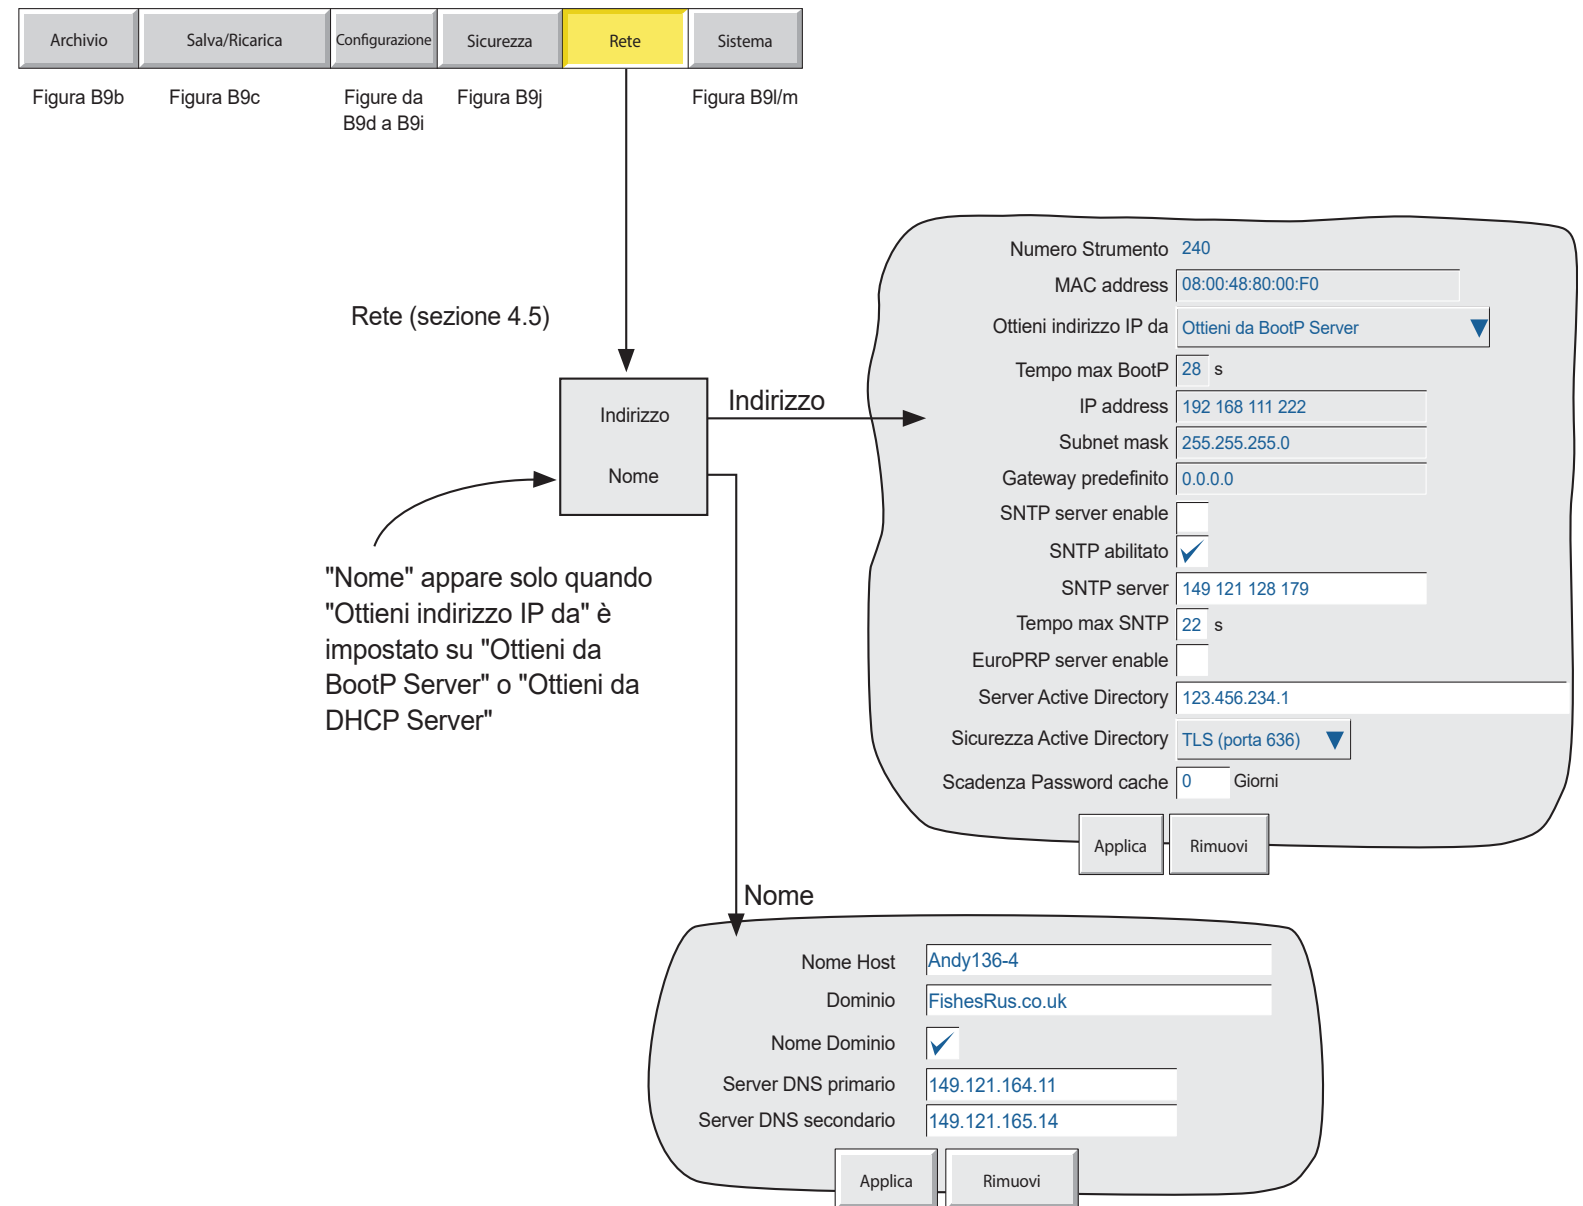 Archivio
Salva/Ricarica
Configurazione
Sicurezza
Rete
Sistema
Figura B9b
Figura B9c
Figure da
B9d a B9i
Figura B9j
Figura B9l/m
Rete (sezione 4.5)
Indirizzo
Nome
Indirizzo
"Nome" appare solo quando
"Ottieni indirizzo IP da" è
impostato su "Ottieni da
BootP Server" o "Ottieni da
DHCP Server"
Numero Strumento 240
MAC address 08:00:48:80:00:F0
Ottieni indirizzo IP da Ottieni da BootP Server
Tempo max BootP 28 s
IP address 192 168 111 222
Subnet mask 255.255.255.0
Gateway predefinito 0.0.0.0
SNTP server enable
SNTP abilitato
SNTP server 149 121 128 179
Tempo max SNTP 22 s
EuroPRP server enable
Server Active Directory 123.456.234.1
Sicurezza Active Directory TLS (porta 636)
Scadenza Password cache 0 Giorni
Applica
Rimuovi
Nome
Nome Host Andy136-4
Dominio FishesRus.co.uk
Nome Dominio
Server DNS primario 149.121.164.11
Server DNS secondario 149.121.165.14
Applica
Rimuovi